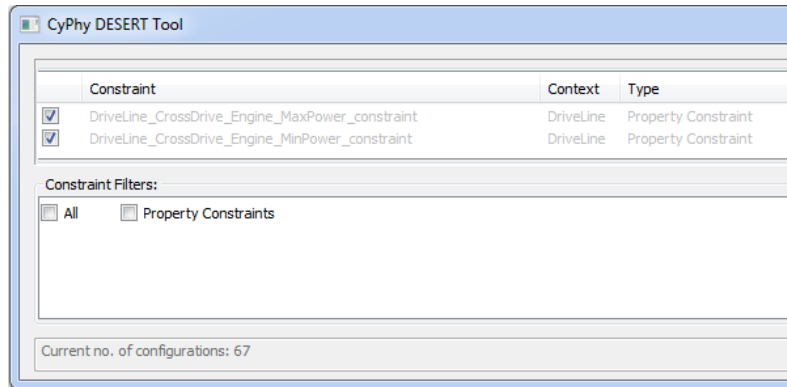 CyPhy DESERT Tool
Constraint Context Type
DriveLine_CrossDrive_Engine_MaxPower_constraint DriveLine Property Constraint
DriveLine_CrossDrive_Engine_MinPower_constraint DriveLine Property Constraint
Constraint Filters:
All Property Constraints
Current no. of configurations: 67